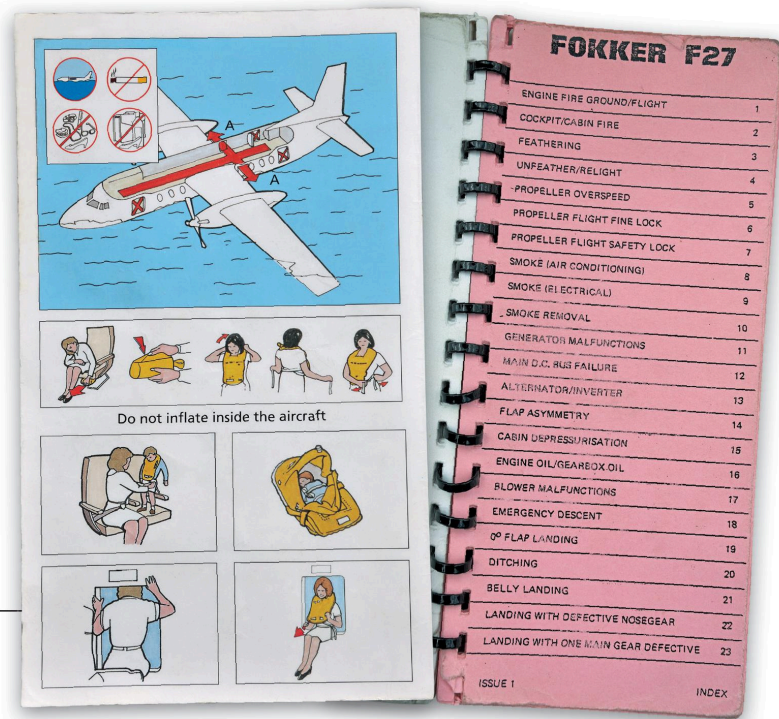 A
A
Do not inflate inside the aircraft
FOKKER F27
ENGINE FIRE GROUND/FLIGHT 1
COCKPIT/CABIN FIRE 2
FEATHERING 3
UNFEATHER/RELIGHT 4
PROPELLER OVERSPEED 5
PROPELLER FLIGHT FINE LOCK 6
PROPELLER FLIGHT SAFETY LOCK 7
SMOKE (AIR CONDITIONING) 8
SMOKE (ELECTRICAL) 9
SMOKE REMOVAL 10
GENERATOR MALFUNCTIONS 11
MAIN D.C. BUS FAILURE 12
ALTERNATOR/INVERTER 13
FLAP ASYMMETRY 14
CABIN DEPRESSURISATION 15
ENGINE OIL/GEARBOX OIL 16
BLOWER MALFUNCTIONS 17
EMERGENCY DESCENT 18
0º FLAP LANDING 19
DITCHING 20
BELLY LANDING 21
LANDING WITH DEFECTIVE NOSEGEAR 22
LANDING WITH ONE MAIN GEAR DEFECTIVE 23
ISSUE 1 INDEX